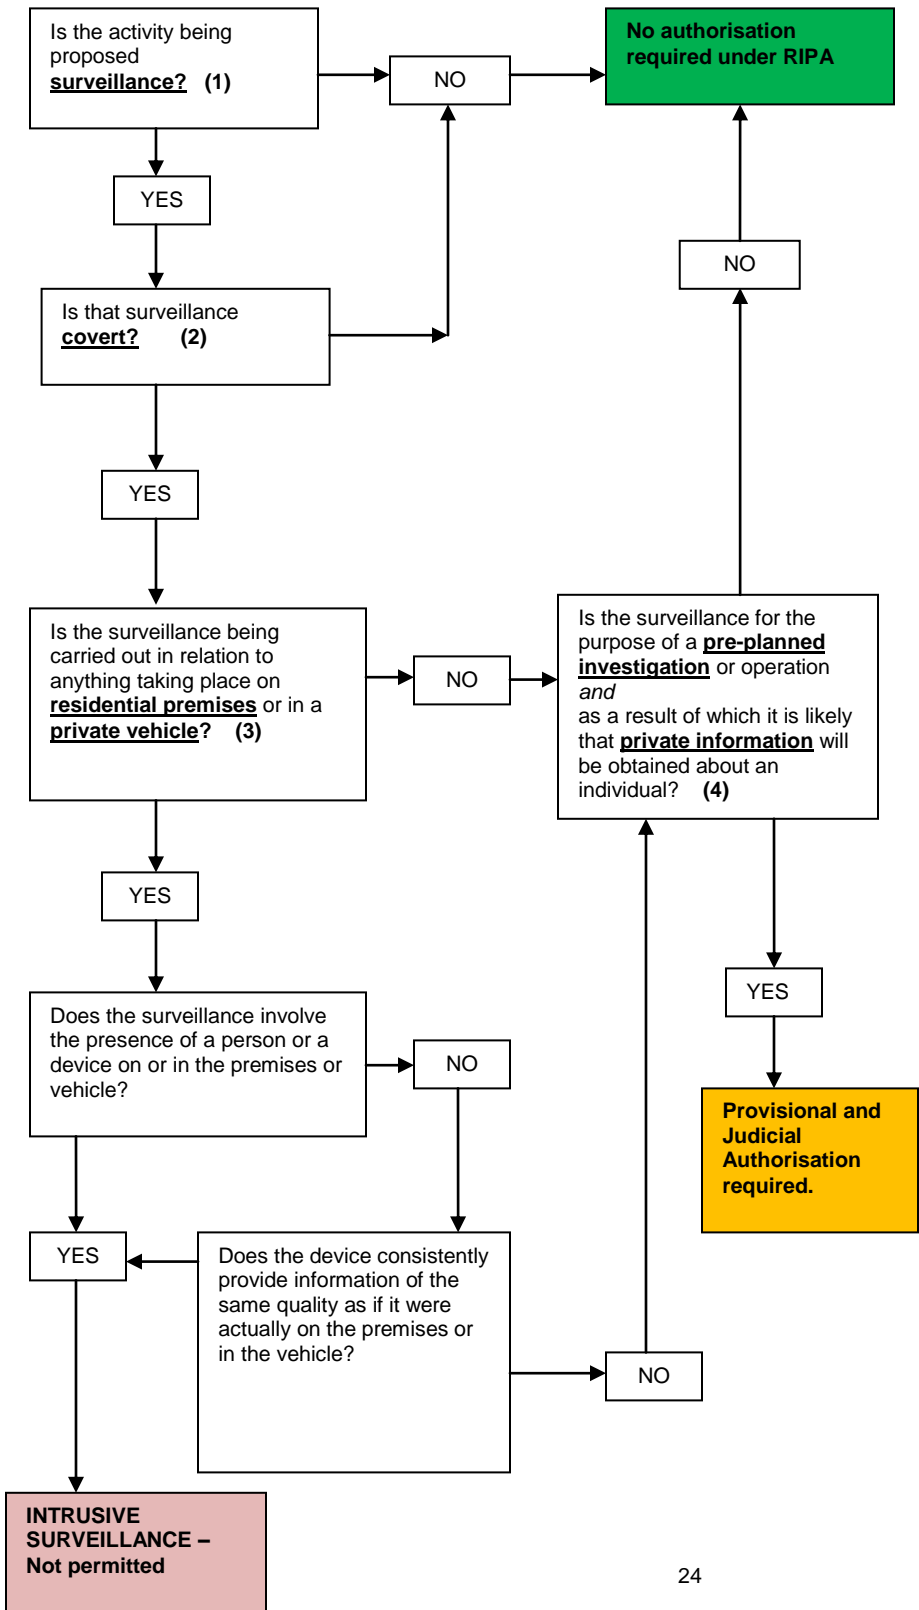 Is the activity being
proposed
surveillance? (1)
NO
No authorisation
required under RIPA
YES
NO
Is that surveillance
covert? (2)
YES
Is the surveillance being
carried out in relation to
anything taking place on
residential premises or in a
private vehicle? (3)
NO
Is the surveillance for the
purpose of a pre-planned
investigation or operation
and
as a result of which it is likely
that private information will
be obtained about an
individual? (4)
YES
YES
Does the surveillance involve
the presence of a person or a
device on or in the premises or
vehicle?
NO
Provisional and
Judicial
Authorisation
required.
YES
Does the device consistently
provide information of the
same quality as if it were
actually on the premises or
in the vehicle?
NO
INTRUSIVE
SURVEILLANCE –
Not permitted
24